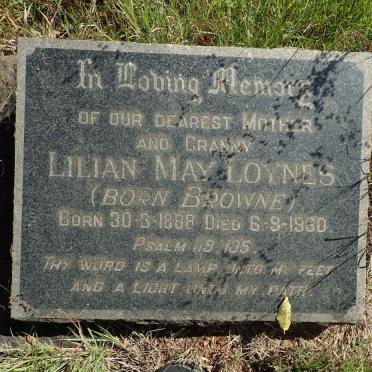 In Loving Memory
OF OUR DEAREST MOTHER
AND GRANNY
LILIAN MAY LOYNES
(BORN BROWNE)
BORN 30-3-1888 DIED 6-9-1960.
PSALM 119 105.
THY WORD IS A LAMP UNTO MY FEET
AND A LIGHT UNTO MY PATH.